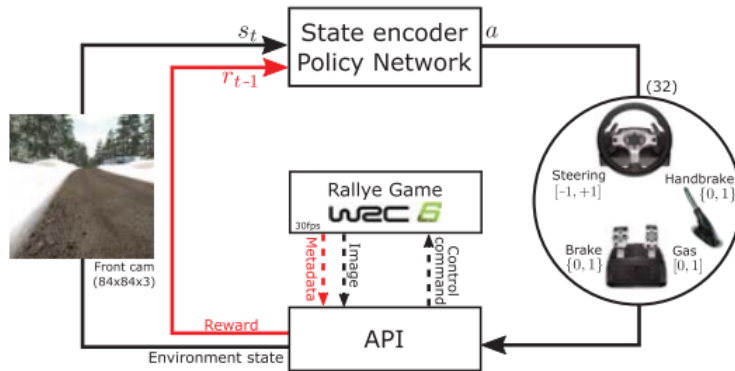 s_t
r_{t-1}
State encoder
Policy Network
a
(32)
Steering
[-1, +1]
Handbrake
{0, 1}
Brake
{0, 1}
Gas
[0, 1]
Rallye Game
WRC 6
30fps
Metadata
Image
Control
command
Front cam
(84x84x3)
Reward
Environment state
API